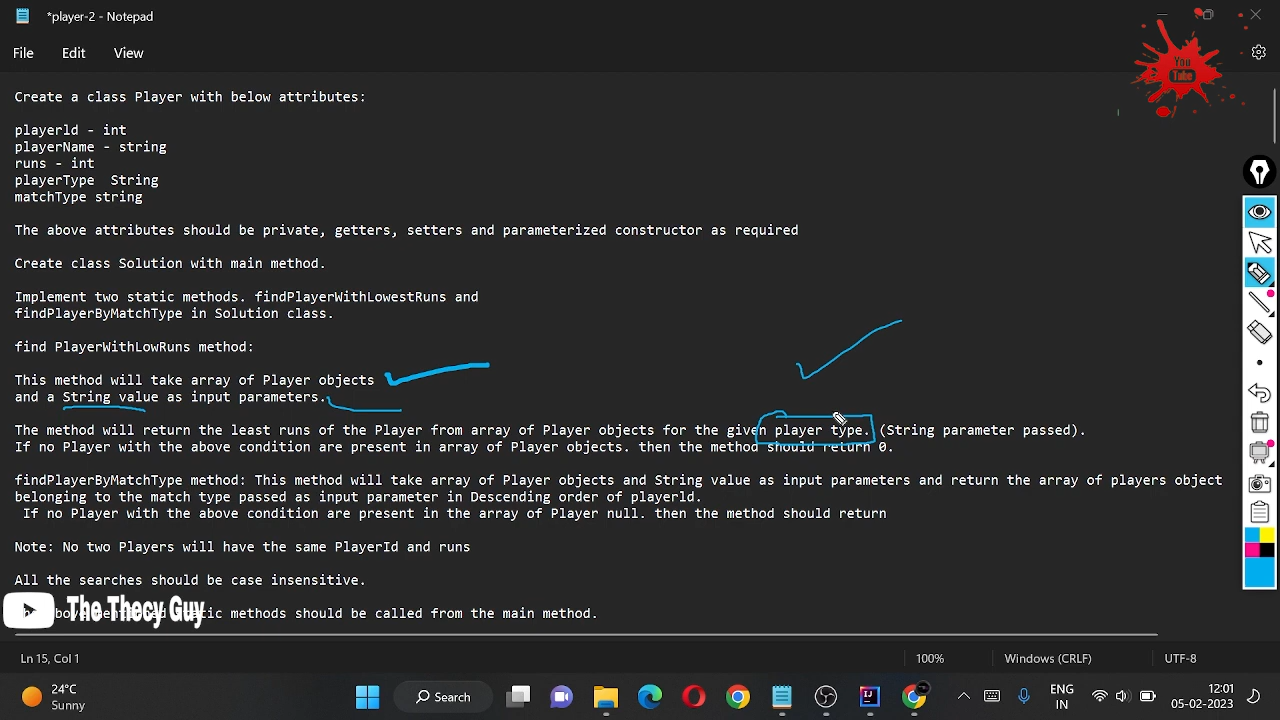 *player-2 - Notepad
File Edit View
You
Tube
Create a class Player with below attributes:
playerld - int
playerName - string
runs - int
playerType String
matchType string
The above attributes should be private, getters, setters and parameterized constructor as required
Create class Solution with main method.
Implement two static methods. findPlayerWithLowestRuns and
findPlayerByMatchType in Solution class.
find PlayerWithLowRuns method:
This method will take array of Player objects
and a String value as input parameters.
The method will return the least runs of the Player from array of Player objects for the given player type. (String parameter passed).
If no Player with the above condition are present in array of Player objects. then the method should return 0.
findPlayerByMatchType method: This method will take array of Player objects and String value as input parameters and return the array of players object
belonging to the match type passed as input parameter in Descending order of playerld.
If no Player with the above condition are present in the array of Player null. then the method should return
Note: No two Players will have the same PlayerId and runs
All the searches should be case insensitive.
The Thecy Guy
static methods should be called from the main method.
Ln 15, Col 1
100%
Windows (CRLF)
UTF-8
24°C
Sunny
Search
ENG
IN
12:01
05-02-2023